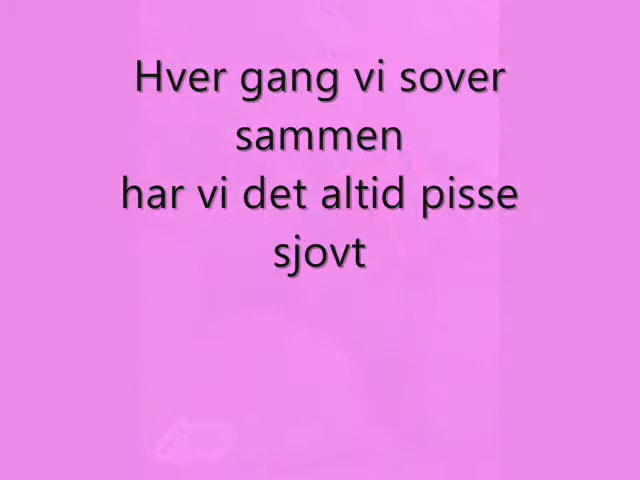 Hver gang vi sover
sammen
har vi det altid pisse
sjovt